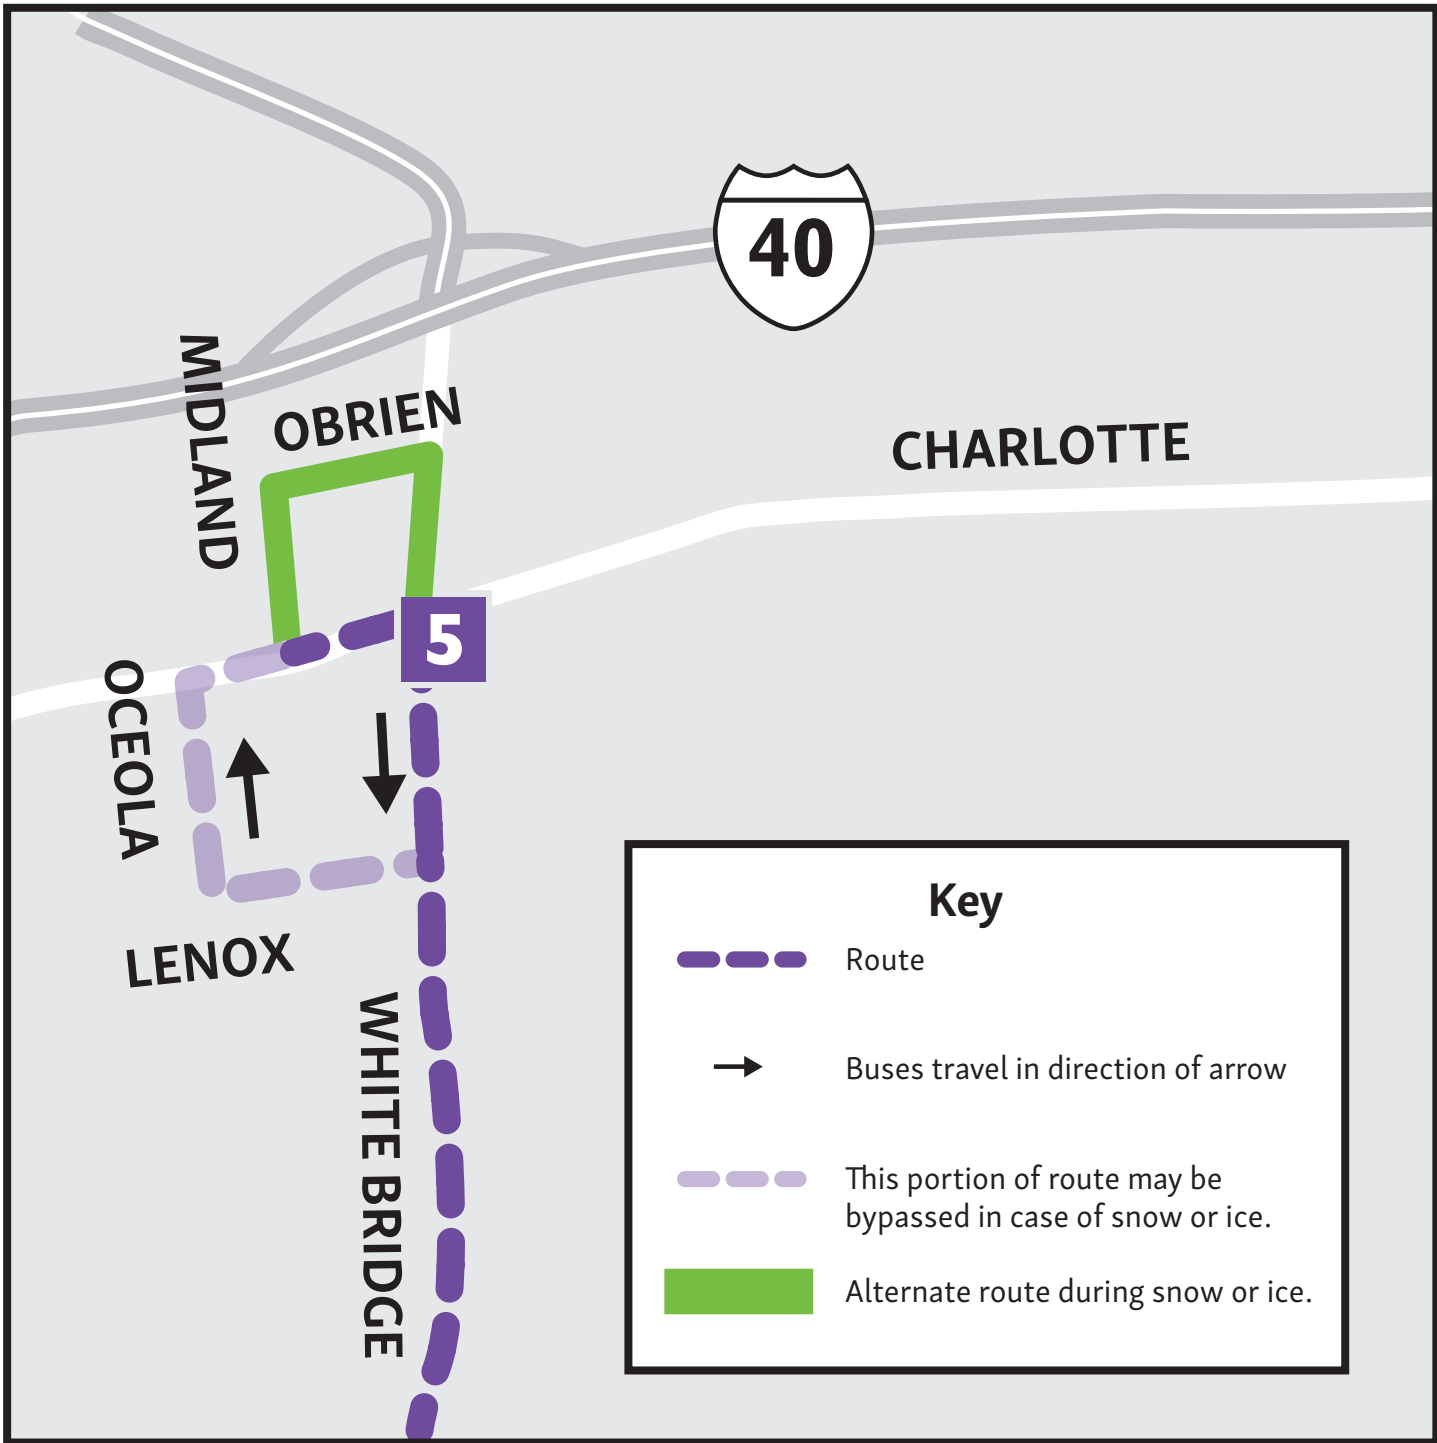 40
MIDLAND
OBRIEN
CHARLOTTE
5
OCEOLA
LENOX
WHITE BRIDGE
Key
Route
Buses travel in direction of arrow
This portion of route may be
bypassed in case of snow or ice.
Alternate route during snow or ice.